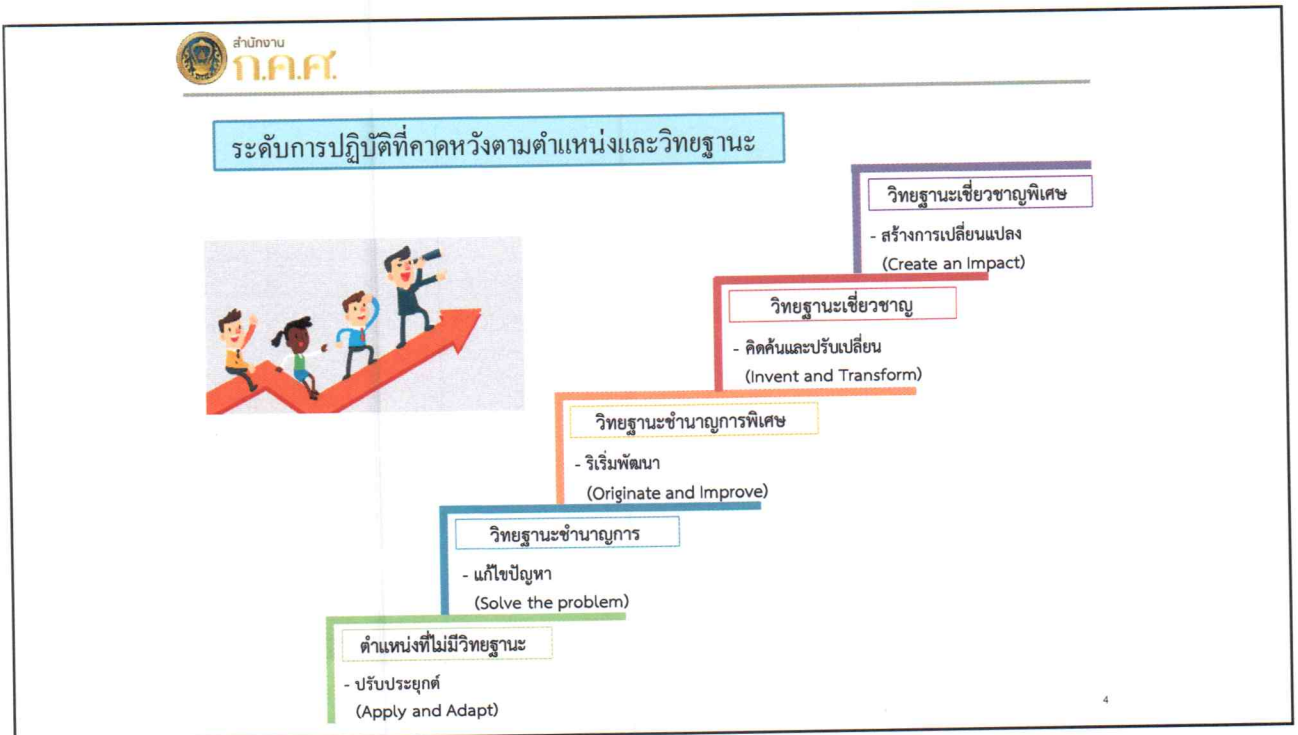 สำนักงาน
ก.ค.ศ.
ระดับการปฏิบัติที่คาดหวังตามตำแหน่งและวิทยฐานะ
วิทยฐานะเชี่ยวชาญพิเศษ
- สร้างการเปลี่ยนแปลง
(Create an Impact)
วิทยฐานะเชี่ยวชาญ
- คิดค้นและปรับเปลี่ยน
(Invent and Transform)
วิทยฐานะชำนาญการพิเศษ
- ริเริ่มพัฒนา
(Originate and Improve)
วิทยฐานะชำนาญการ
- แก้ไขปัญหา
(Solve the problem)
ตำแหน่งที่ไม่มีวิทยฐานะ
- ปรับประยุกต์
(Apply and Adapt)
4